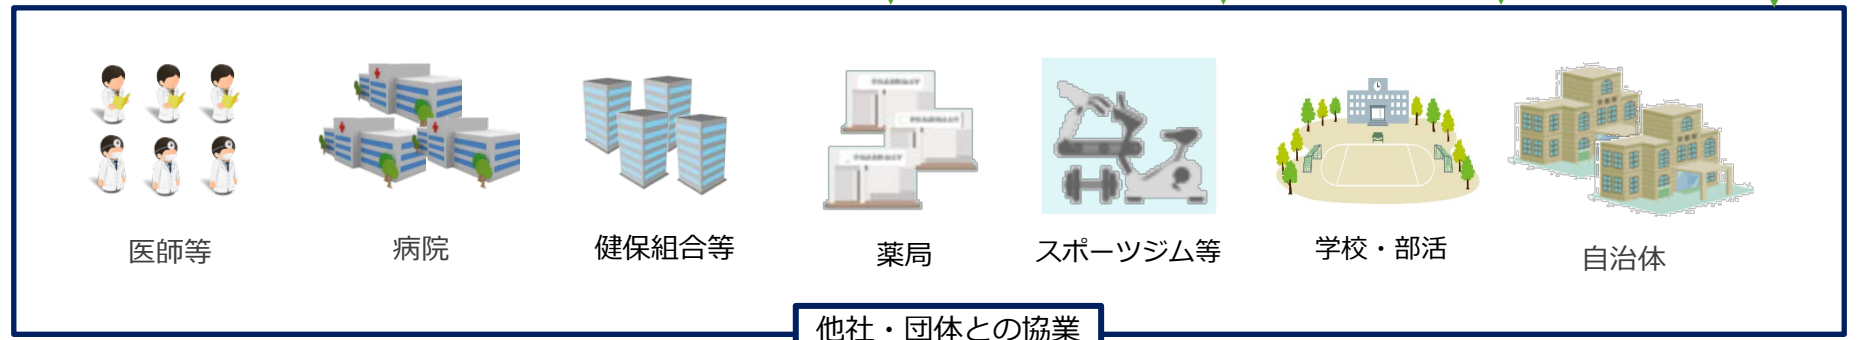 医師等
病院
健保組合等
薬局
スポーツジム等
学校・部活
自治体
他社・団体との協業